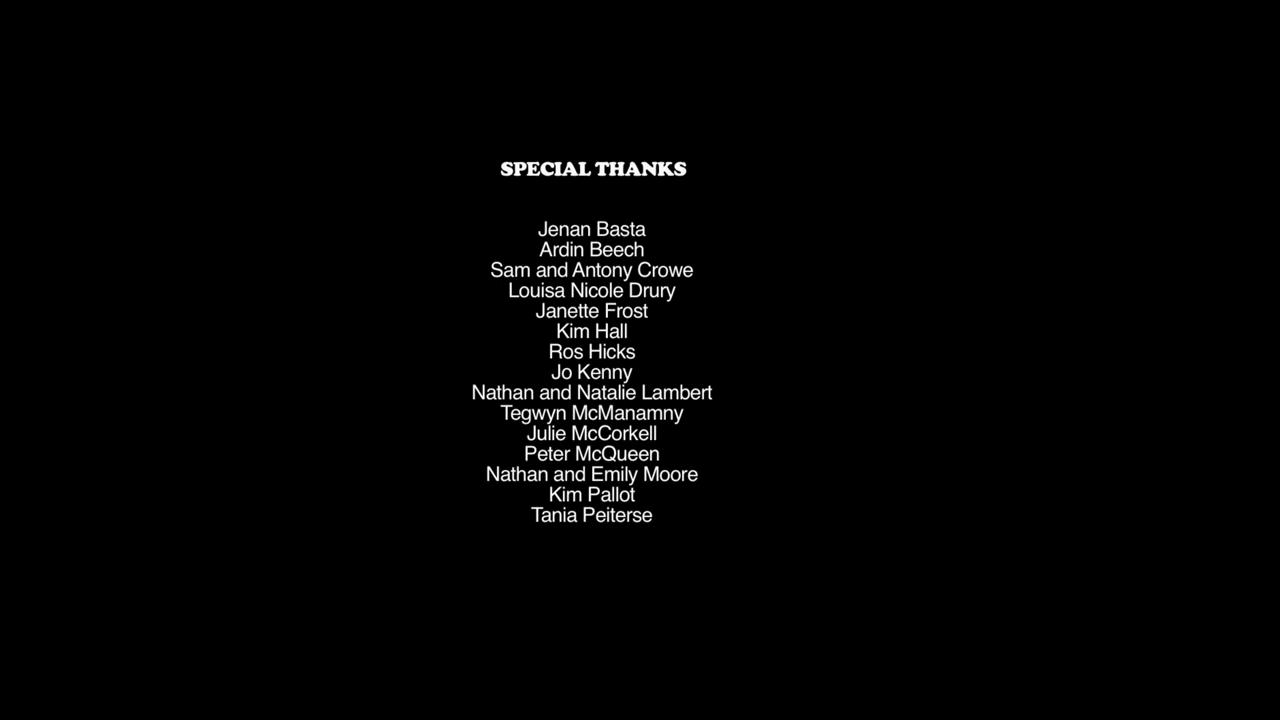 SPECIAL THANKS
Jenan Basta
Ardin Beech
Sam and Antony Crowe
Louisa Nicole Drury
Janette Frost
Kim Hall
Ros Hicks
Jo Kenny
Nathan and Natalie Lambert
Tegwyn McManamny
Julie McCorkell
Peter McQueen
Nathan and Emily Moore
Kim Pallot
Tania Peiterse